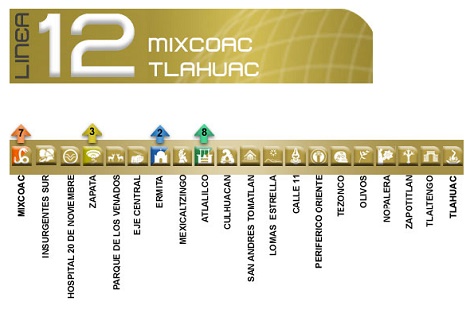 LINEA
12
MIXCOAC
TLAHUAC
7
3
2
8
MIXCOAC
INSURGENTES SUR
HOSPITAL 20 DE NOVIEMBRE
ZAPATA
PARQUE DE LOS VENADOS
EJE CENTRAL
ERMITA
MEXICALTZINGO
ATLALILCO
CULHUACAN
SAN ANDRES TOMATLAN
LOMAS ESTRELLA
CALLE 11
PERIFERICO ORIENTE
TEZONCO
OLIVOS
NOPALERA
ZAPOTITLAN
TLALTENGO
TLAHUAC